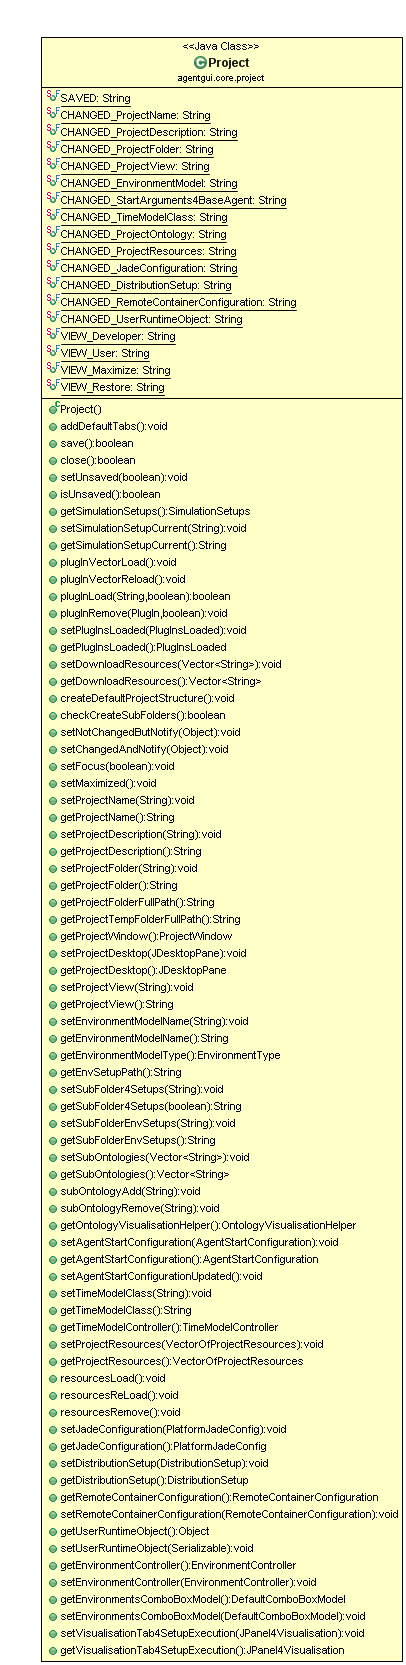 <<Java Class>>
Project
agentgui.core.project
SAVED: String
CHANGED_ProjectName: String
CHANGED_ProjectDescription: String
CHANGED_ProjectFolder: String
CHANGED_ProjectView: String
CHANGED_EnvironmentModel: String
CHANGED_StartArguments4BaseAgent: String
CHANGED_TimeModelClass: String
CHANGED_ProjectOntology: String
CHANGED_ProjectResources: String
CHANGED_JadeConfiguration: String
CHANGED_DistributionSetup: String
CHANGED_RemoteContainerConfiguration: String
CHANGED_UserRuntimeObject: String
VIEW_Developer: String
VIEW_User: String
VIEW_Maximize: String
VIEW_Restore: String
Project()
addDefaultTabs():void
save():boolean
close():boolean
setUnsaved(boolean):void
isUnsaved():boolean
getSimulationSetups():SimulationSetups
setSimulationSetupCurrent(String):void
getSimulationSetupCurrent():String
plugInVectorLoad():void
plugInVectorReload():void
plugInLoad(String,boolean):boolean
plugInRemove(PlugIn,boolean):void
setPlugInsLoaded(PlugInsLoaded):void
getPlugInsLoaded():PlugInsLoaded
setDownloadResources(Vector<String>):void
getDownloadResources():Vector<String>
createDefaultProjectStructure():void
checkCreateSubFolders():boolean
setNotChangedButNotify(Object):void
setChangedAndNotify(Object):void
setFocus(boolean):void
setMaximized():void
setProjectName(String):void
getProjectName():String
setProjectDescription(String):void
getProjectDescription():String
setProjectFolder(String):void
getProjectFolder():String
getProjectFolderFullPath():String
getProjectTempFolderFullPath():String
getProjectWindow():ProjectWindow
setProjectDesktop(JDesktopPane):void
getProjectDesktop():JDesktopPane
setProjectView(String):void
getProjectView():String
setEnvironmentModelName(String):void
getEnvironmentModelName():String
getEnvironmentModelType():EnvironmentType
getEnvSetupPath():String
setSubFolder4Setups(String):void
getSubFolder4Setups(boolean):String
setSubFolderEnvSetups(String):void
getSubFolderEnvSetups():String
setSubOntologies(Vector<String>):void
getSubOntologies():Vector<String>
subOntologyAdd(String):void
subOntologyRemove(String):void
getOntologyVisualisationHelper():OntologyVisualisationHelper
setAgentStartConfiguration(AgentStartConfiguration):void
getAgentStartConfiguration():AgentStartConfiguration
setAgentStartConfigurationUpdated():void
setTimeModelClass(String):void
getTimeModelClass():String
getTimeModelController():TimeModelController
setProjectResources(VectorOfProjectResources):void
getProjectResources():VectorOfProjectResources
resourcesLoad():void
resourcesReLoad():void
resourcesRemove():void
setJadeConfiguration(PlatformJadeConfig):void
getJadeConfiguration():PlatformJadeConfig
setDistributionSetup(DistributionSetup):void
getDistributionSetup():DistributionSetup
getRemoteContainerConfiguration():RemoteContainerConfiguration
setRemoteContainerConfiguration(RemoteContainerConfiguration):void
getUserRuntimeObject():Object
setUserRuntimeObject(Serializable):void
getEnvironmentController():EnvironmentController
setEnvironmentController(EnvironmentController):void
getEnvironmentsComboBoxModel():DefaultComboBoxModel
setEnvironmentsComboBoxModel(DefaultComboBoxModel):void
setVisualisationTab4SetupExecution(JPanel4Visualisation):void
getVisualisationTab4SetupExecution():JPanel4Visualisation